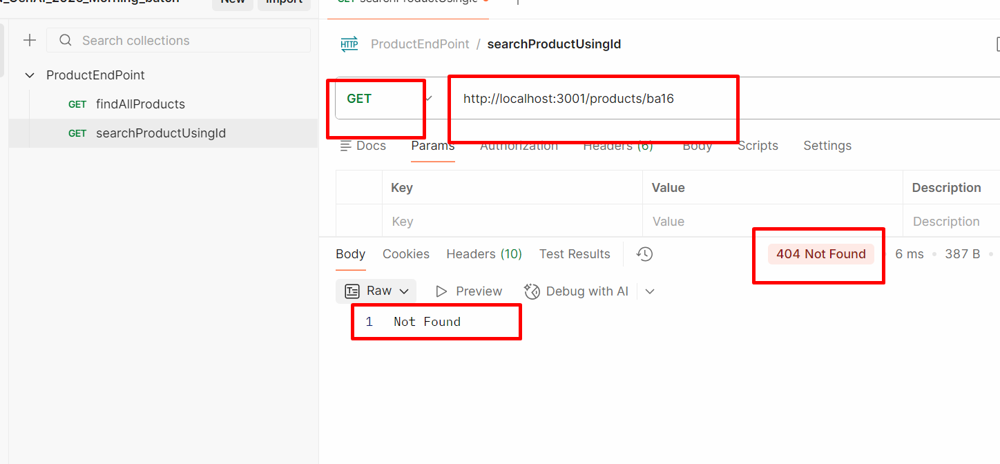 New Import
GET searchProductUsingId
Search collections
ProductEndPoint
GET findAllProducts
GET searchProductUsingId
HTTP ProductEndPoint / searchProductUsingId
GET http://localhost:3001/products/ba16
Docs Params Authorization Headers (6) Body Scripts Settings
Key Value Description
Key Value Description
Body Cookies Headers (10) Test Results 404 Not Found 6 ms 387 B
Raw Preview Debug with AI
1 Not Found